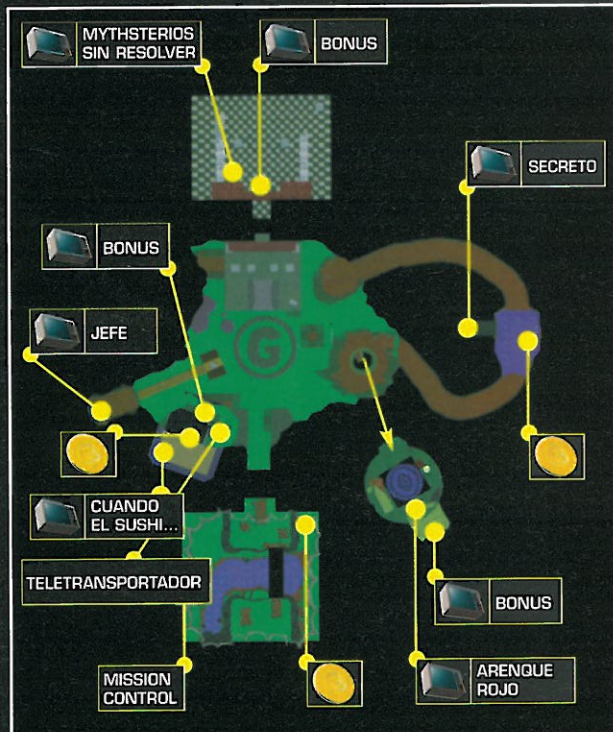 MYTHSTERIOS
SIN RESOLVER
BONUS
SECRETO
BONUS
JEFE
G
CUANDO
EL SUSHI...
TELETRANSPORTADOR
BONUS
MISSION
CONTROL
ARENQUE
ROJO